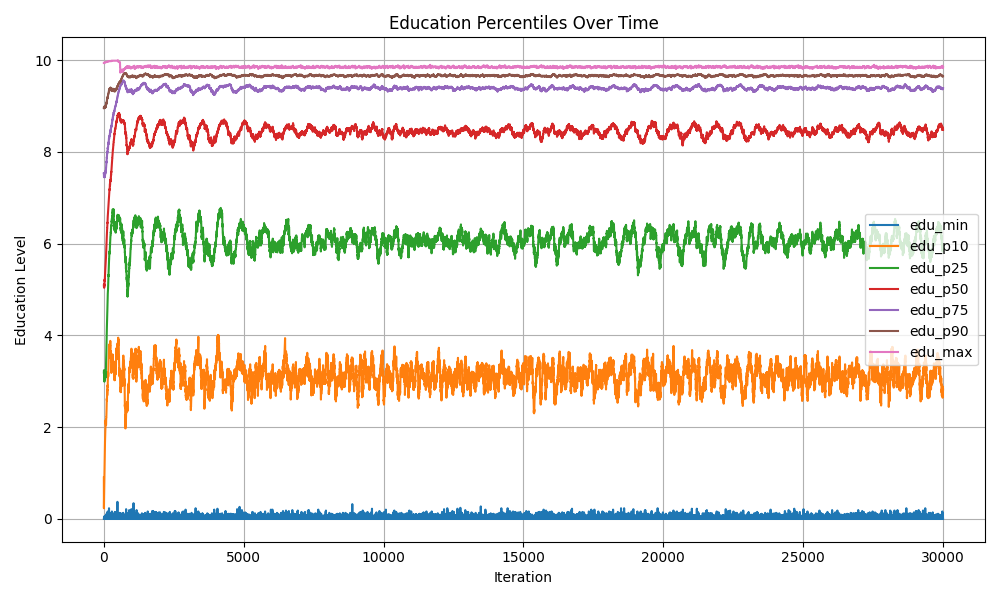 Education Percentiles Over Time
Education Level
10
8
6
4
2
0
edu_min
edu_p10
edu_p25
edu_p50
edu_p75
edu_p90
edu_max
0 5000 10000 15000 20000 25000 30000
Iteration